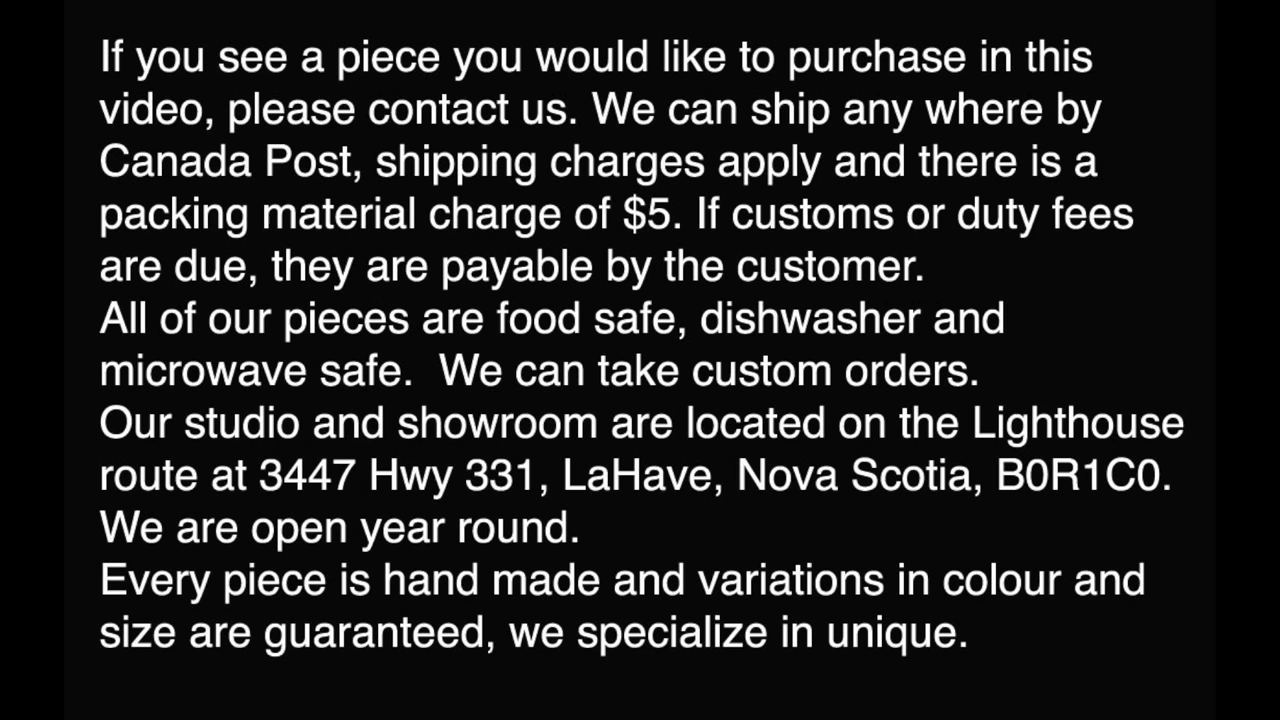 If you see a piece you would like to purchase in this
video, please contact us. We can ship any where by
Canada Post, shipping charges apply and there is a
packing material charge of $5. If customs or duty fees
are due, they are payable by the customer.
All of our pieces are food safe, dishwasher and
microwave safe.  We can take custom orders.
Our studio and showroom are located on the Lighthouse
route at 3447 Hwy 331, LaHave, Nova Scotia, B0R1C0.
We are open year round.
Every piece is hand made and variations in colour and
size are guaranteed, we specialize in unique.